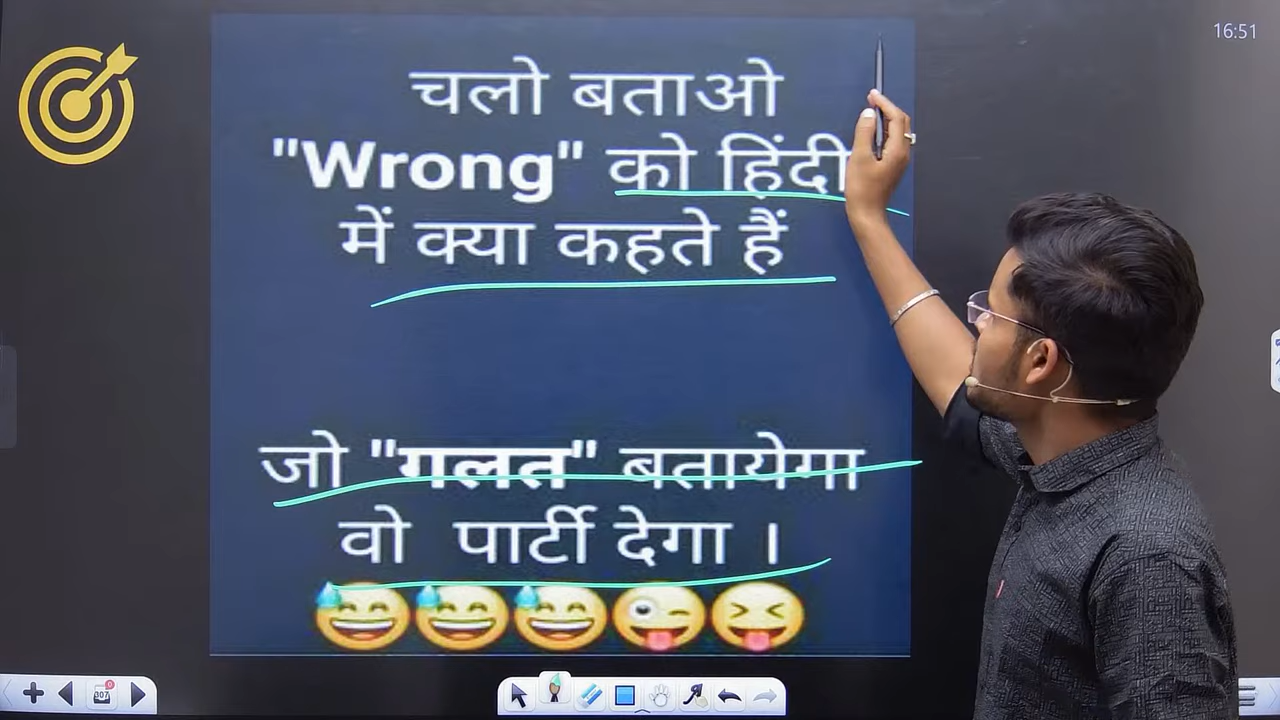 16:51
चलो बताओ
"Wrong" को हिंदी
में क्या कहते हैं
जो "गलत" बतायेगा
वो पार्टी देगा ।
307